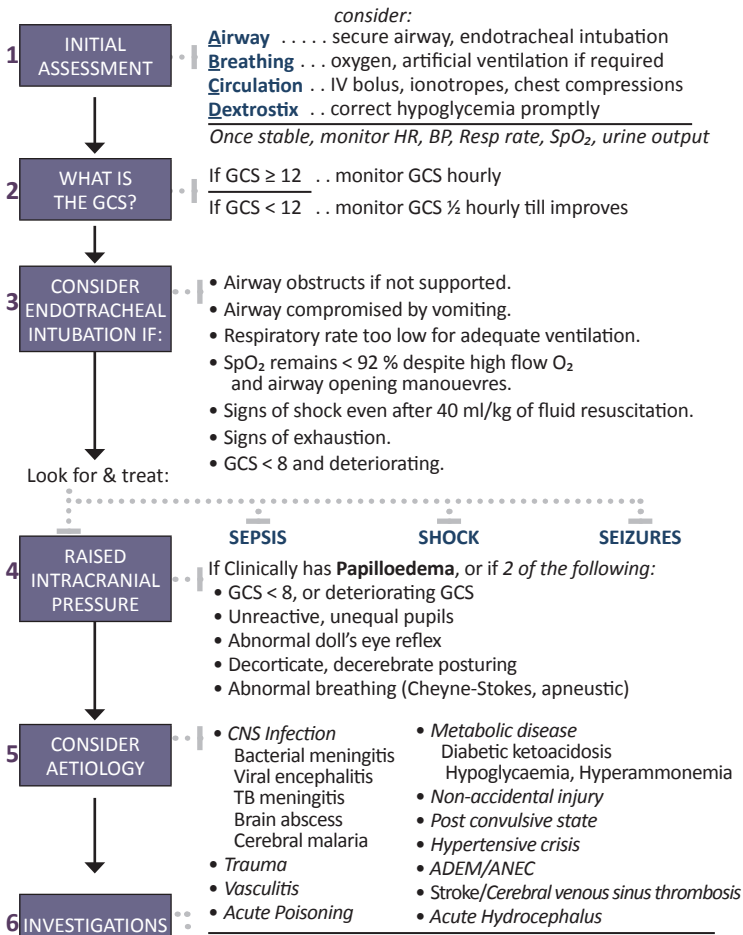 consider:
1
INITIAL
ASSESSMENT
Airway . . . . . secure airway, endotracheal intubation
Breathing . . . oxygen, artificial ventilation if required
Circulation . . IV bolus, ionotropes, chest compressions
Dextrostix . . correct hypoglycemia promptly
Once stable, monitor HR, BP, Resp rate, SpO₂, urine output
2
WHAT IS
THE GCS?
If GCS ≥ 12 . . monitor GCS hourly
If GCS < 12 . . monitor GCS ½ hourly till improves
3
CONSIDER
ENDOTRACHEAL
INTUBATION IF:
• Airway obstructs if not supported.
• Airway compromised by vomiting.
• Respiratory rate too low for adequate ventilation.
• SpO₂ remains < 92 % despite high flow O₂
and airway opening manouevres.
• Signs of shock even after 40 ml/kg of fluid resuscitation.
• Signs of exhaustion.
• GCS < 8 and deteriorating.
Look for & treat:
SEPSIS SHOCK SEIZURES
4
RAISED
INTRACRANIAL
PRESSURE
If Clinically has Papilloedema, or if 2 of the following:
• GCS < 8, or deteriorating GCS
• Unreactive, unequal pupils
• Abnormal doll's eye reflex
• Decorticate, decerebrate posturing
• Abnormal breathing (Cheyne-Stokes, apneustic)
5
CONSIDER
AETIOLOGY
• CNS Infection
Bacterial meningitis
Viral encephalitis
TB meningitis
Brain abscess
Cerebral malaria
• Trauma
• Vasculitis
• Acute Poisoning
• Metabolic disease
Diabetic ketoacidosis
Hypoglycaemia, Hyperammonemia
• Non-accidental injury
• Post convulsive state
• Hypertensive crisis
• ADEM/ANEC
• Stroke/Cerebral venous sinus thrombosis
• Acute Hydrocephalus
6
INVESTIGATIONS